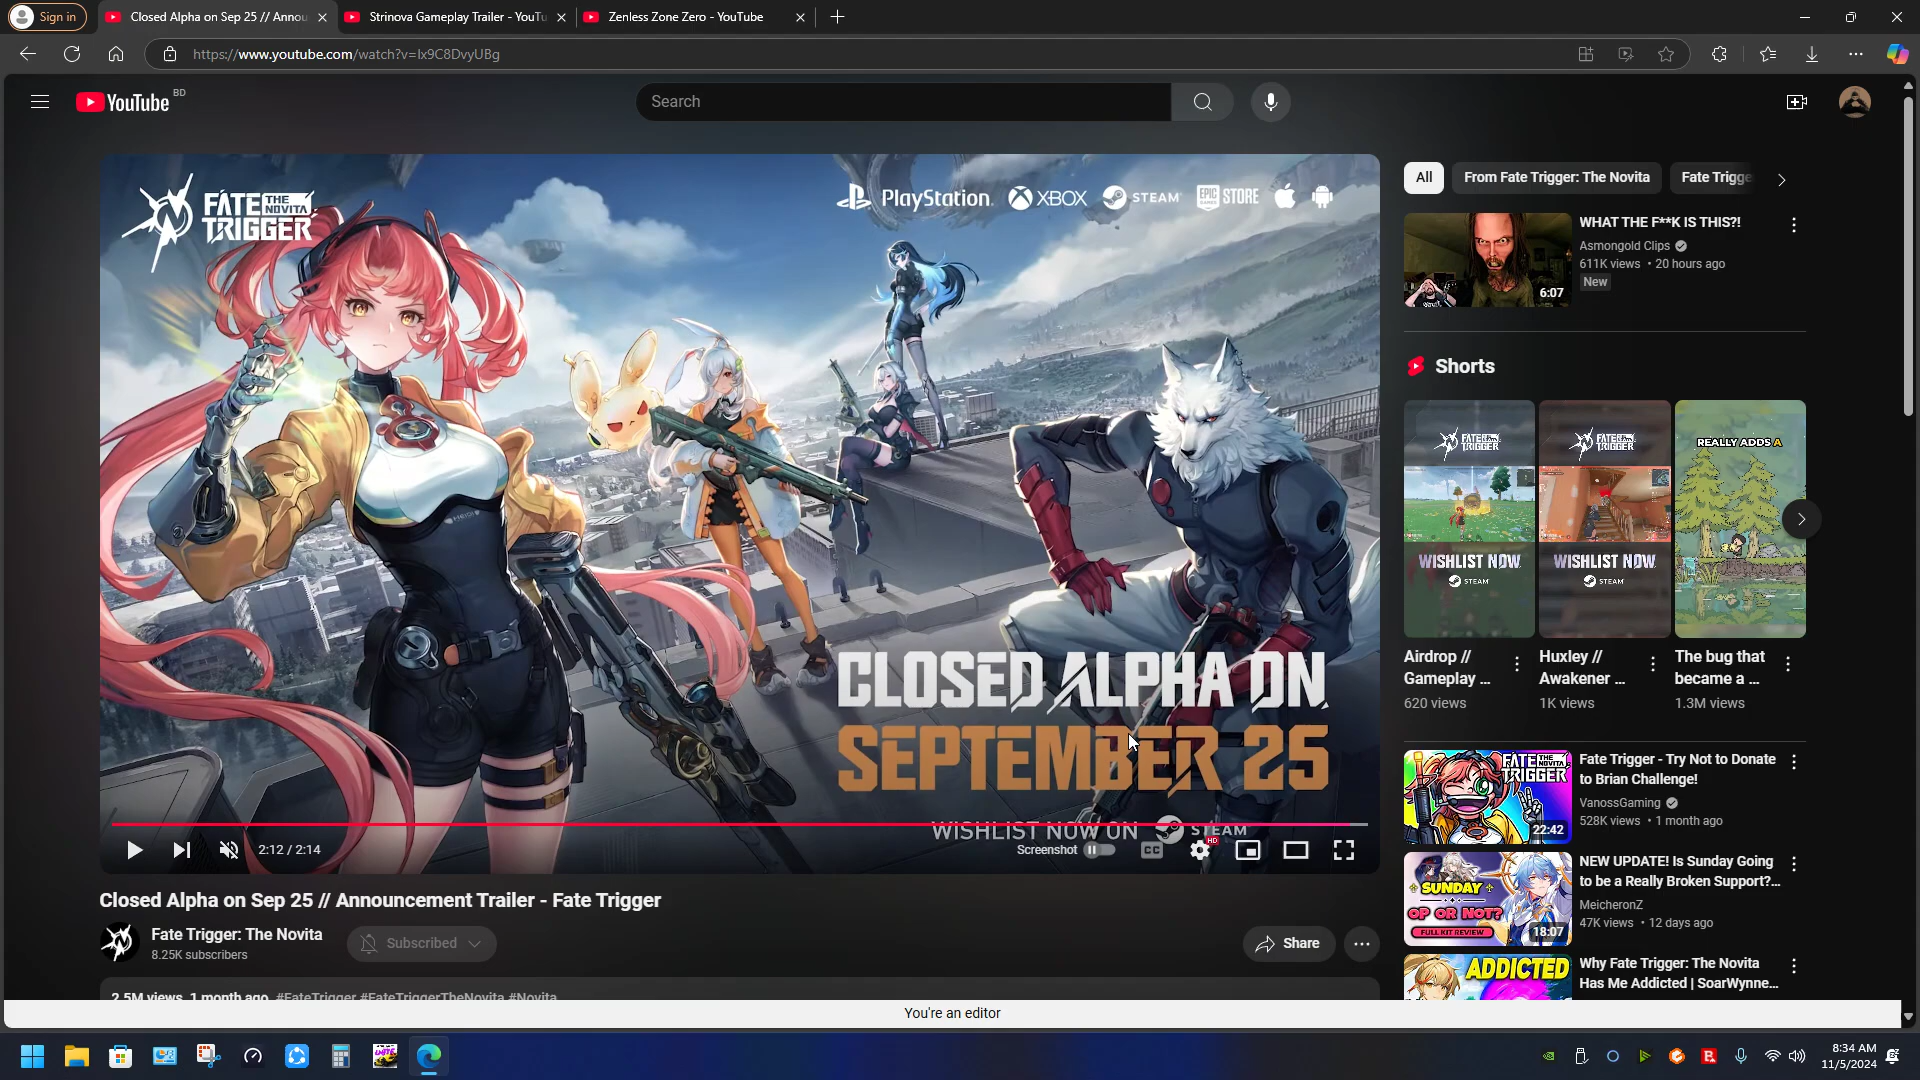 Sign in
Closed Alpha on Sep 25 // Annou
Strinova Gameplay Trailer - YouTu
Zenless Zone Zero - YouTube
https://www.youtube.com/watch?v=Ix9C8DvyUBg
YouTube BD
Search
FATE TRIGGER THE NOVITA
PlayStation. XBOX STEAM EPIC GAMES STORE
CLOSED ALPHA ON
SEPTEMBER 25
WISHLIST NOW ON STEAM
2:12 / 2:14
Screenshot
CC
HD
Closed Alpha on Sep 25 // Announcement Trailer - Fate Trigger
Fate Trigger: The Novita
8.25K subscribers
Subscribed
Share
2.5M views 1 month ago #FateTrigger #FateTriggerTheNovita #Novita
All
From Fate Trigger: The Novita
Fate Trigge
WHAT THE F**K IS THIS?!
Asmongold Clips
611K views • 20 hours ago
New
6:07
Shorts
FATE TRIGGER
WISHLIST NOW
STEAM
FATE TRIGGER
WISHLIST NOW
STEAM
REALLY ADDS A
Airdrop //
Gameplay ...
620 views
Huxley //
Awakener ...
1K views
The bug that
became a ...
1.3M views
FATE TRIGGER
22:42
Fate Trigger - Try Not to Donate
to Brian Challenge!
VanossGaming
528K views • 1 month ago
SUNDAY
OP OR NOT?
FULL KIT REVIEW
18:07
NEW UPDATE! Is Sunday Going
to be a Really Broken Support?...
MeicheronZ
47K views • 12 days ago
ADDICTED
Why Fate Trigger: The Novita
Has Me Addicted | SoarWynne...
You're an editor
8:34 AM
11/5/2024